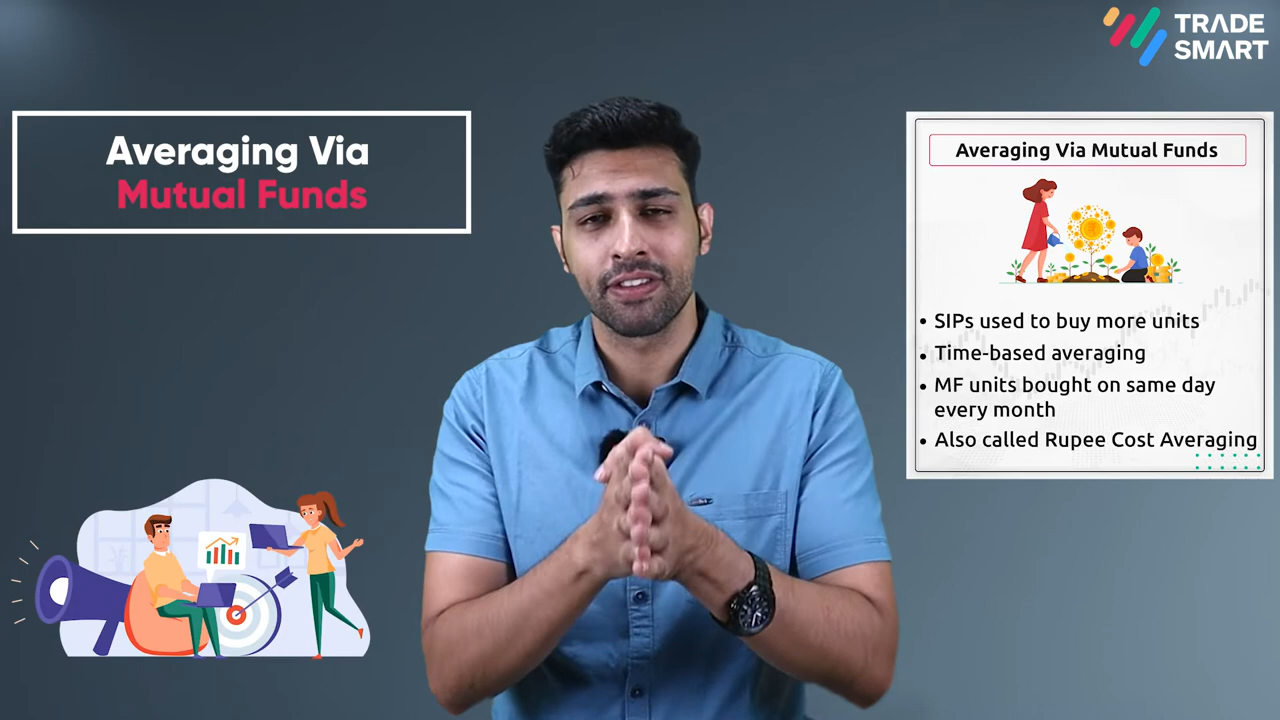 TRADE
SMART
Averaging Via
Mutual Funds
Averaging Via Mutual Funds
• SIPs used to buy more units
• Time-based averaging
• MF units bought on same day
every month
• Also called Rupee Cost Averaging